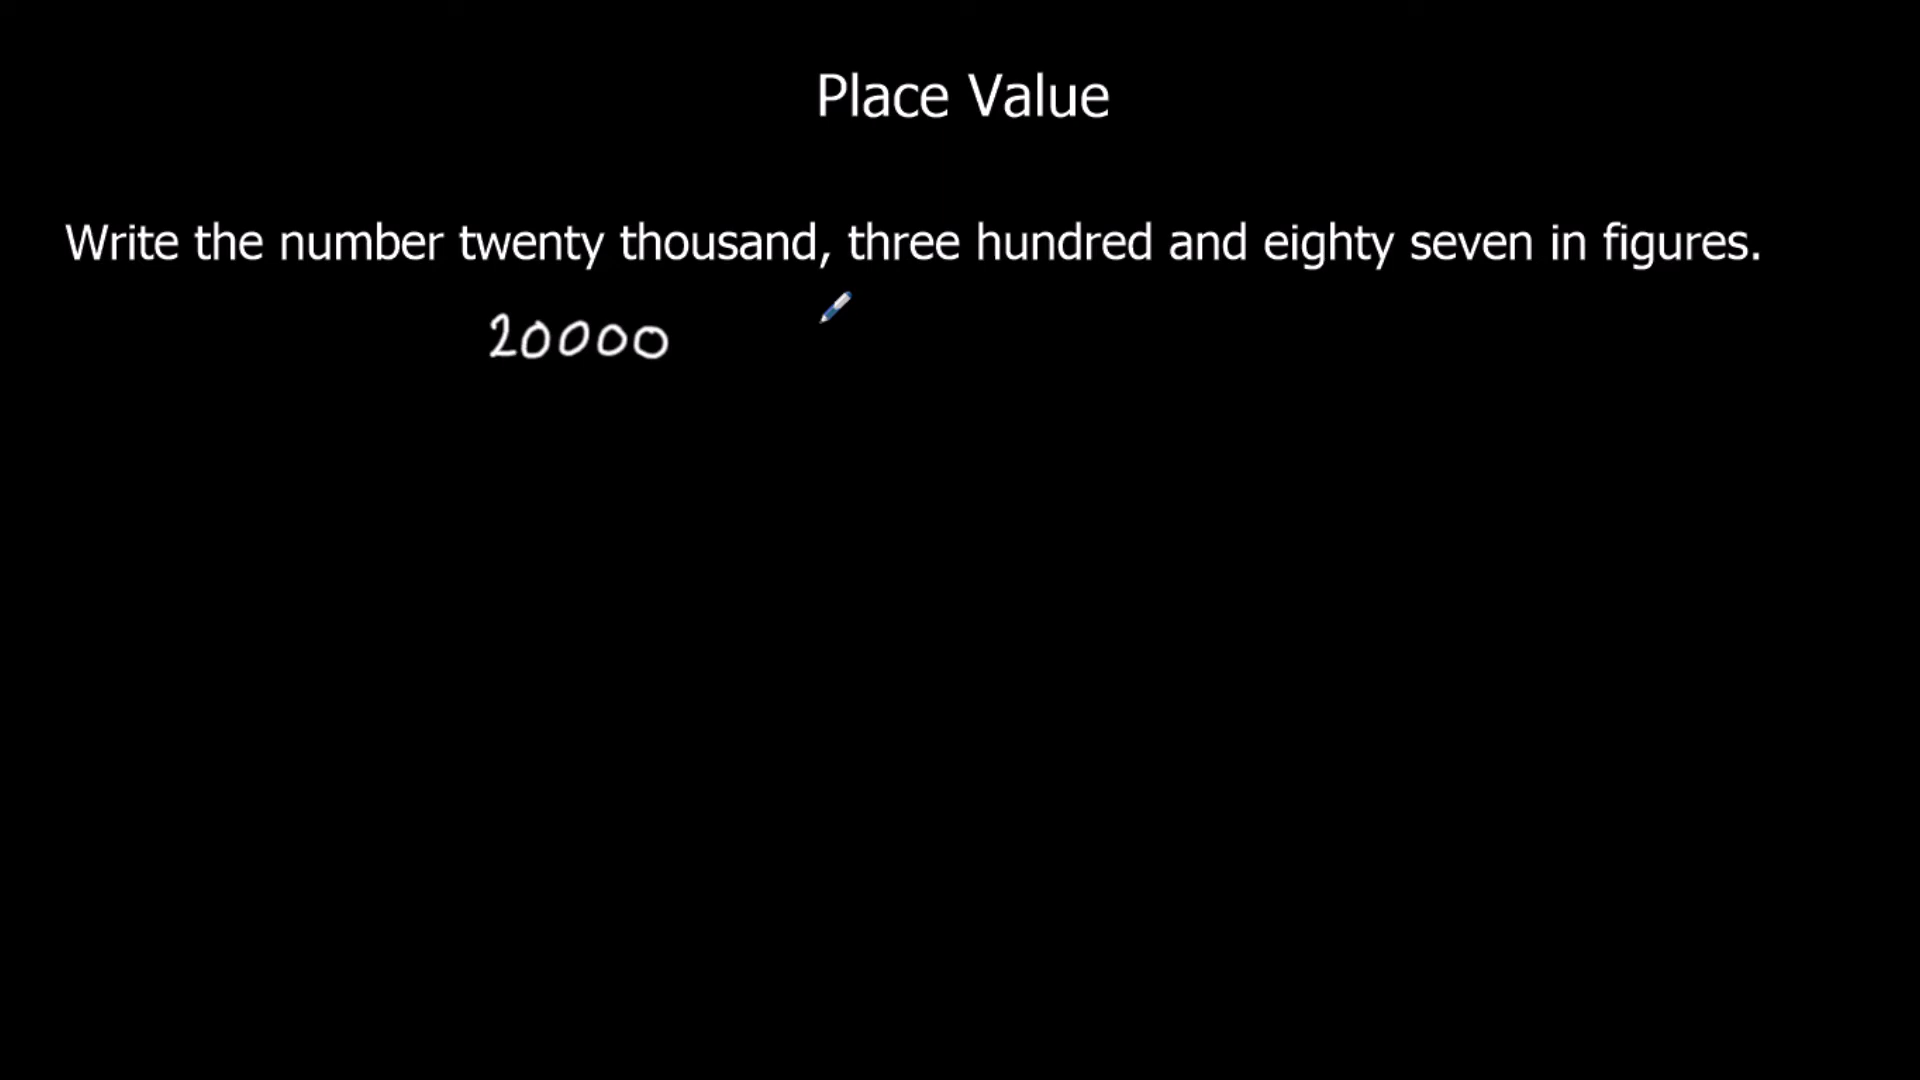 Place Value
Write the number twenty thousand, three hundred and eighty seven in figures.
20000